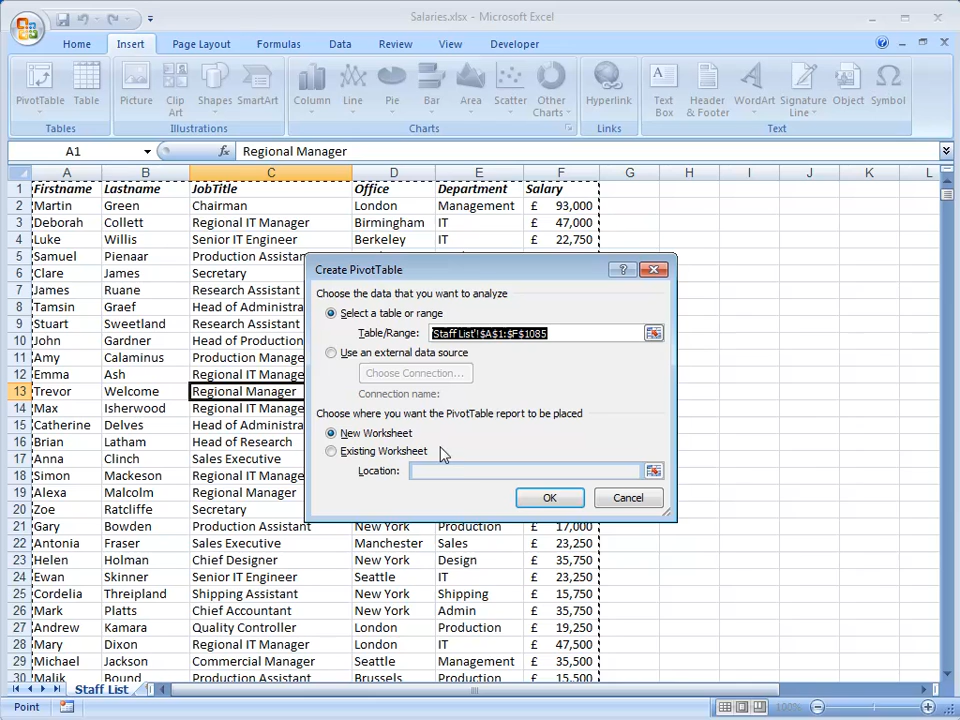 Salaries.xlsx - Microsoft Excel
Home Insert Page Layout Formulas Data Review View Developer
PivotTable Table Picture Clip Art Shapes SmartArt Column Line Pie Bar Area Scatter Other Charts Hyperlink Text Box Header & Footer WordArt Signature Line Object Symbol
Tables Illustrations Charts Links Text
A1 fx Regional Manager
A B C D E F G H I J K L
1 Firstname Lastname JobTitle Office Department Salary
2 Martin Green Chairman London Management £ 93,000
3 Deborah Collett Regional IT Manager Birmingham IT £ 47,000
4 Luke Willis Senior IT Engineer Berkeley IT £ 22,750
5 Samuel Pienaar Production Assistan
6 Clare James Secretary
7 James Ruane Research Assistant
8 Tamsin Graef Head of Administra
9 Stuart Sweetland Research Assistant
10 John Gardner Head of Production
11 Amy Calaminus Production Assistan
12 Emma Ash Regional IT Manage
13 Trevor Welcome Regional Manager
14 Max Isherwood Regional IT Manage
15 Catherine Delves Head of Administra
16 Brian Latham Head of Research
17 Anna Clinch Sales Executive
18 Simon Mackeson Regional IT Manage
19 Alexa Malcolm Regional Manager
20 Zoe Ratcliffe Secretary
21 Gary Bowden Production Assistant New York Production £ 17,000
22 Antonia Fraser Sales Executive Manchester Sales £ 23,250
23 Helen Holman Chief Designer New York Design £ 35,750
24 Ewan Skinner Senior IT Engineer Seattle IT £ 23,250
25 Cordelia Threipland Shipping Assistant New York Shipping £ 15,750
26 Mark Platts Chief Accountant New York Admin £ 35,750
27 Andrew Kamara Quality Controller London Production £ 19,250
28 Mary Dixon Regional IT Manager London IT £ 47,500
29 Michael Jackson Commercial Manager Seattle Management £ 35,500
30 Malik Bound Production Assistant Brussels Production £ 15,500
Create PivotTable
Choose the data that you want to analyze
Select a table or range
Table/Range: 'Staff List'!$A$1:$F$1085
Use an external data source
Choose Connection...
Connection name:
Choose where you want the PivotTable report to be placed
New Worksheet
Existing Worksheet
Location:
OK Cancel
Staff List
Point 100%